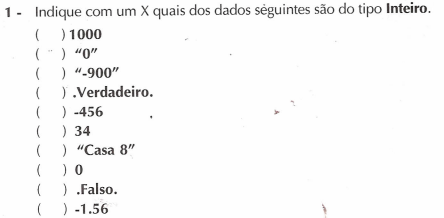 1 - Indique com um X quais dos dados seguintes são do tipo Inteiro.
( ) 1000
( ) “0”
( ) “-900”
( ) .Verdadeiro.
( ) -456
( ) 34
( ) “Casa 8”
( ) 0
( ) .Falso.
( ) -1.56